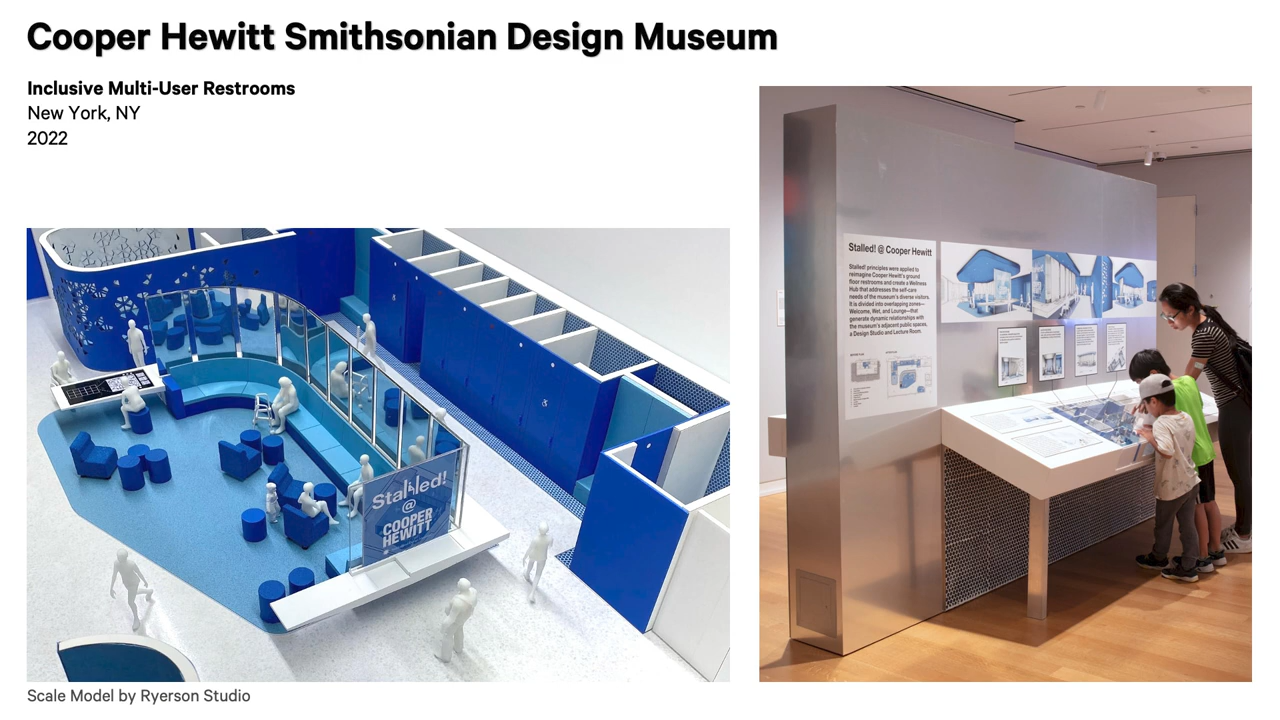 Cooper Hewitt Smithsonian Design Museum
Inclusive Multi-User Restrooms
New York, NY
2022
Stalled!
@
COOPER
HEWITT
Scale Model by Ryerson Studio
Stalled! @ Cooper Hewitt
Stalled! principles were applied to
reimagine Cooper Hewitt's ground
floor restrooms and create a Wellness
Hub that addresses the self-care
needs of the museum's diverse visitors.
It is divided into overlapping zones—
Welcome, Wet, and Lounge—that
generate dynamic relationships with
the museum's adjacent public spaces,
a Design Studio and Lecture Room.